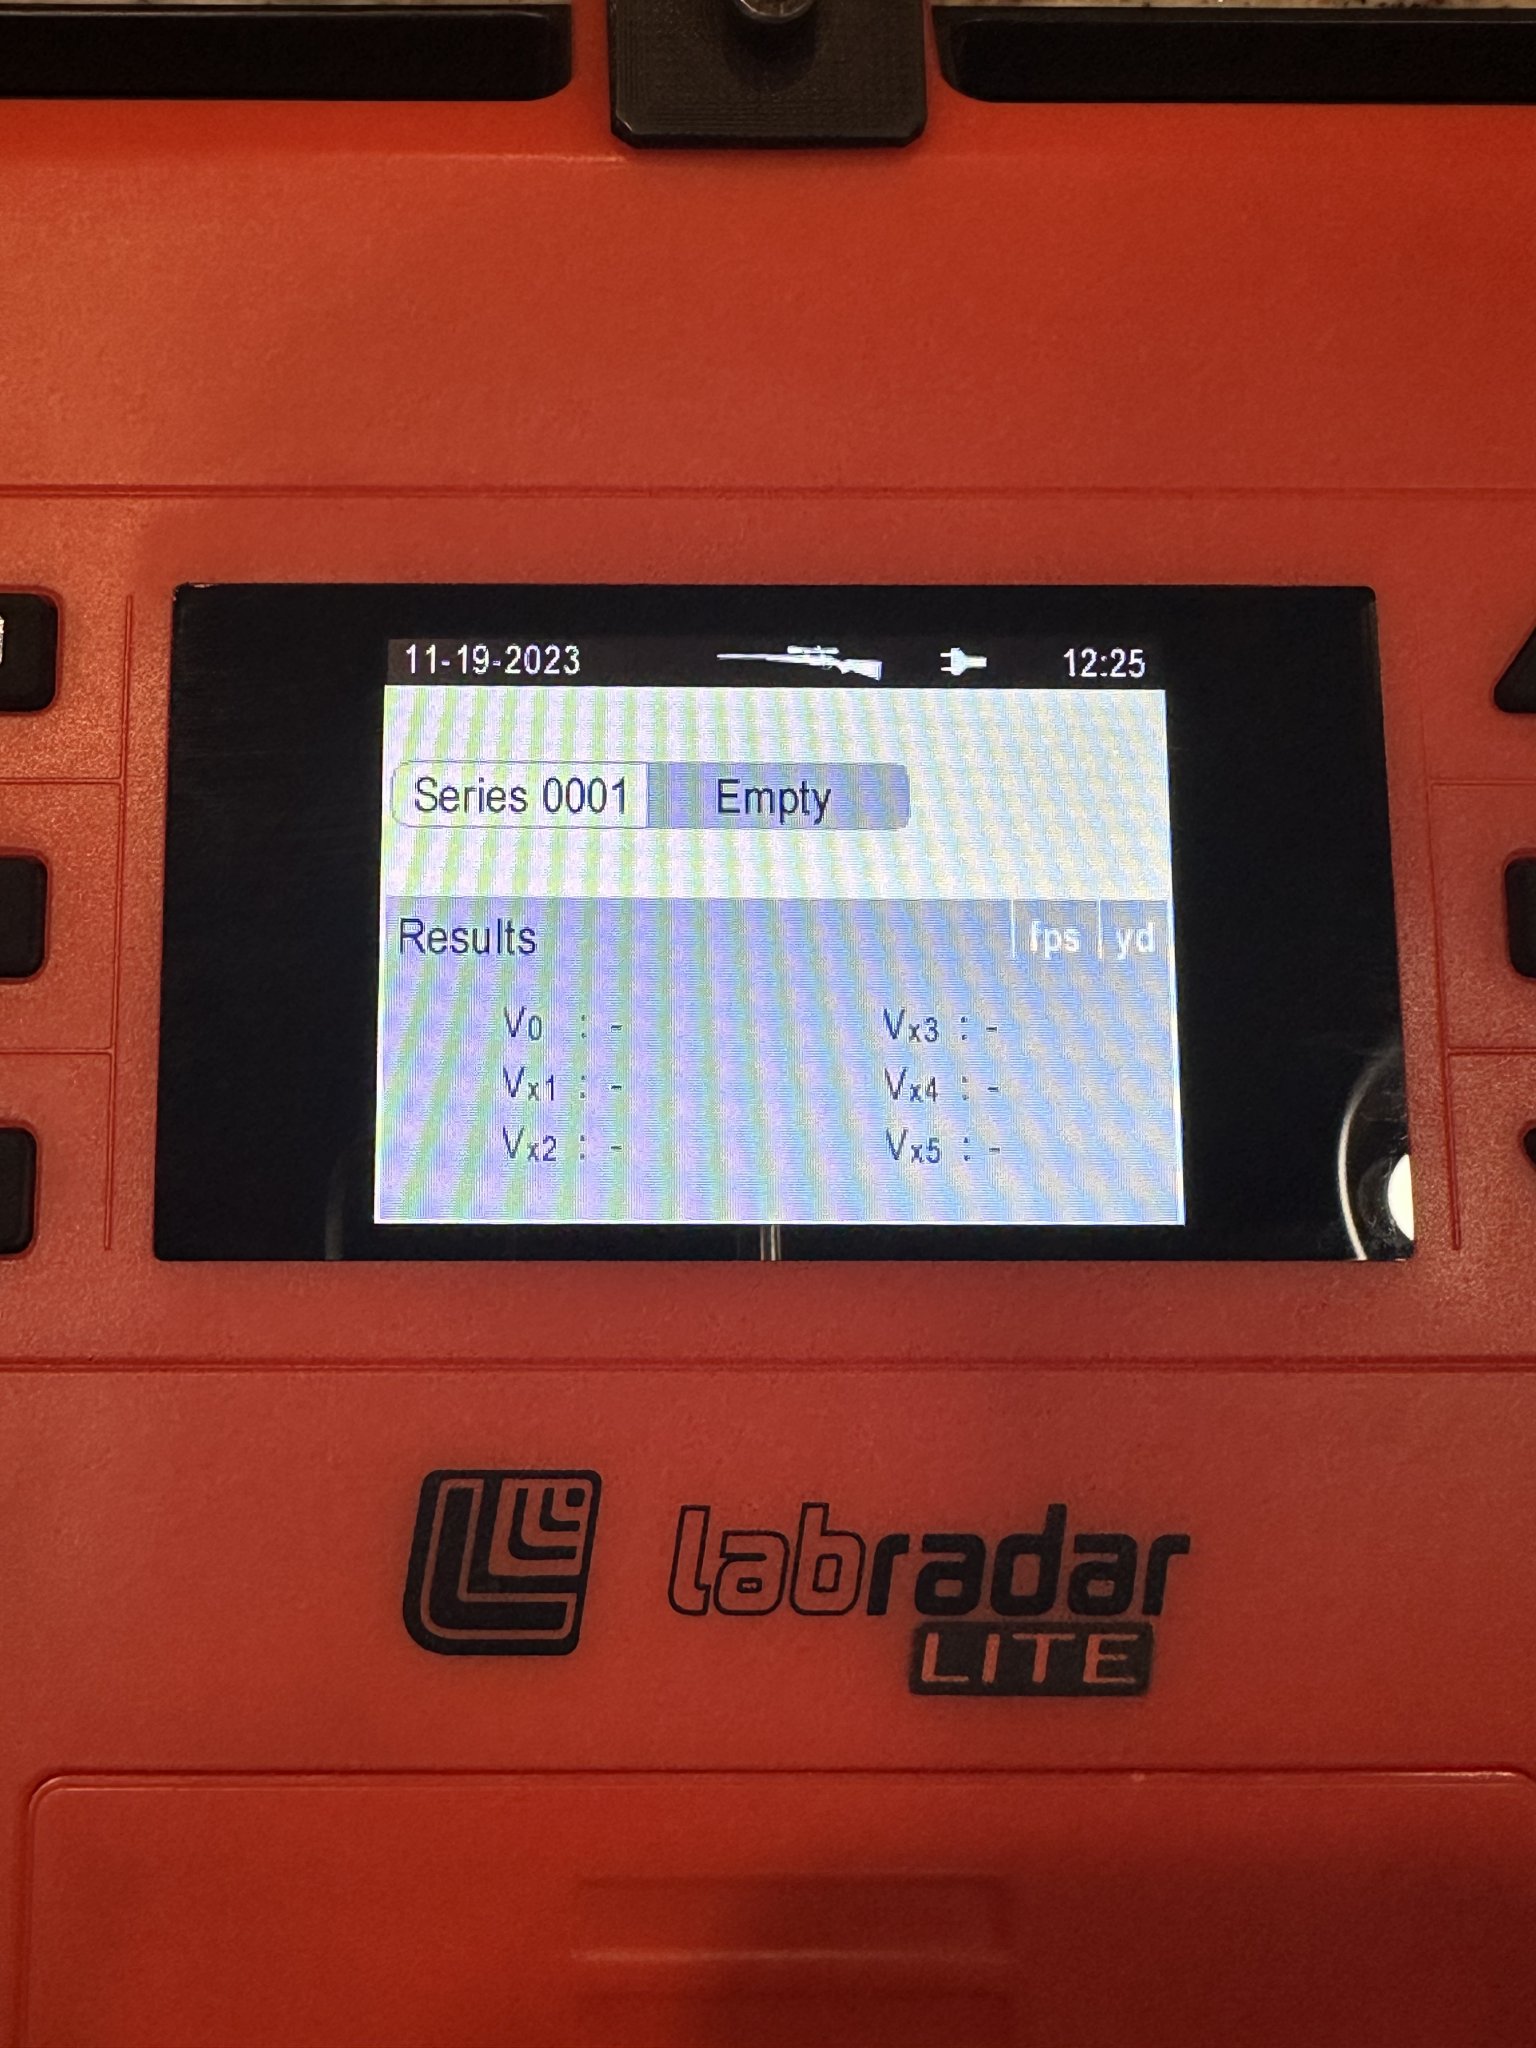 11-19-2023 12:25
Series 0001 Empty
Results fps yd
V0 : - Vx3 : -
Vx1 : - Vx4 : -
Vx2 : - Vx5 : -
labradar
LITE